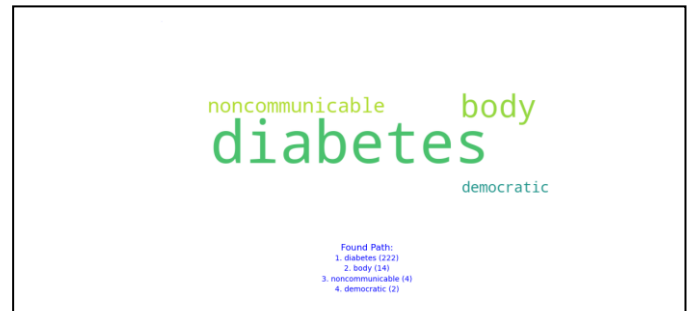 noncommunicable body
diabetes
democratic
Found Path:
1. diabetes (222)
2. body (14)
3. noncommunicable (4)
4. democratic (2)